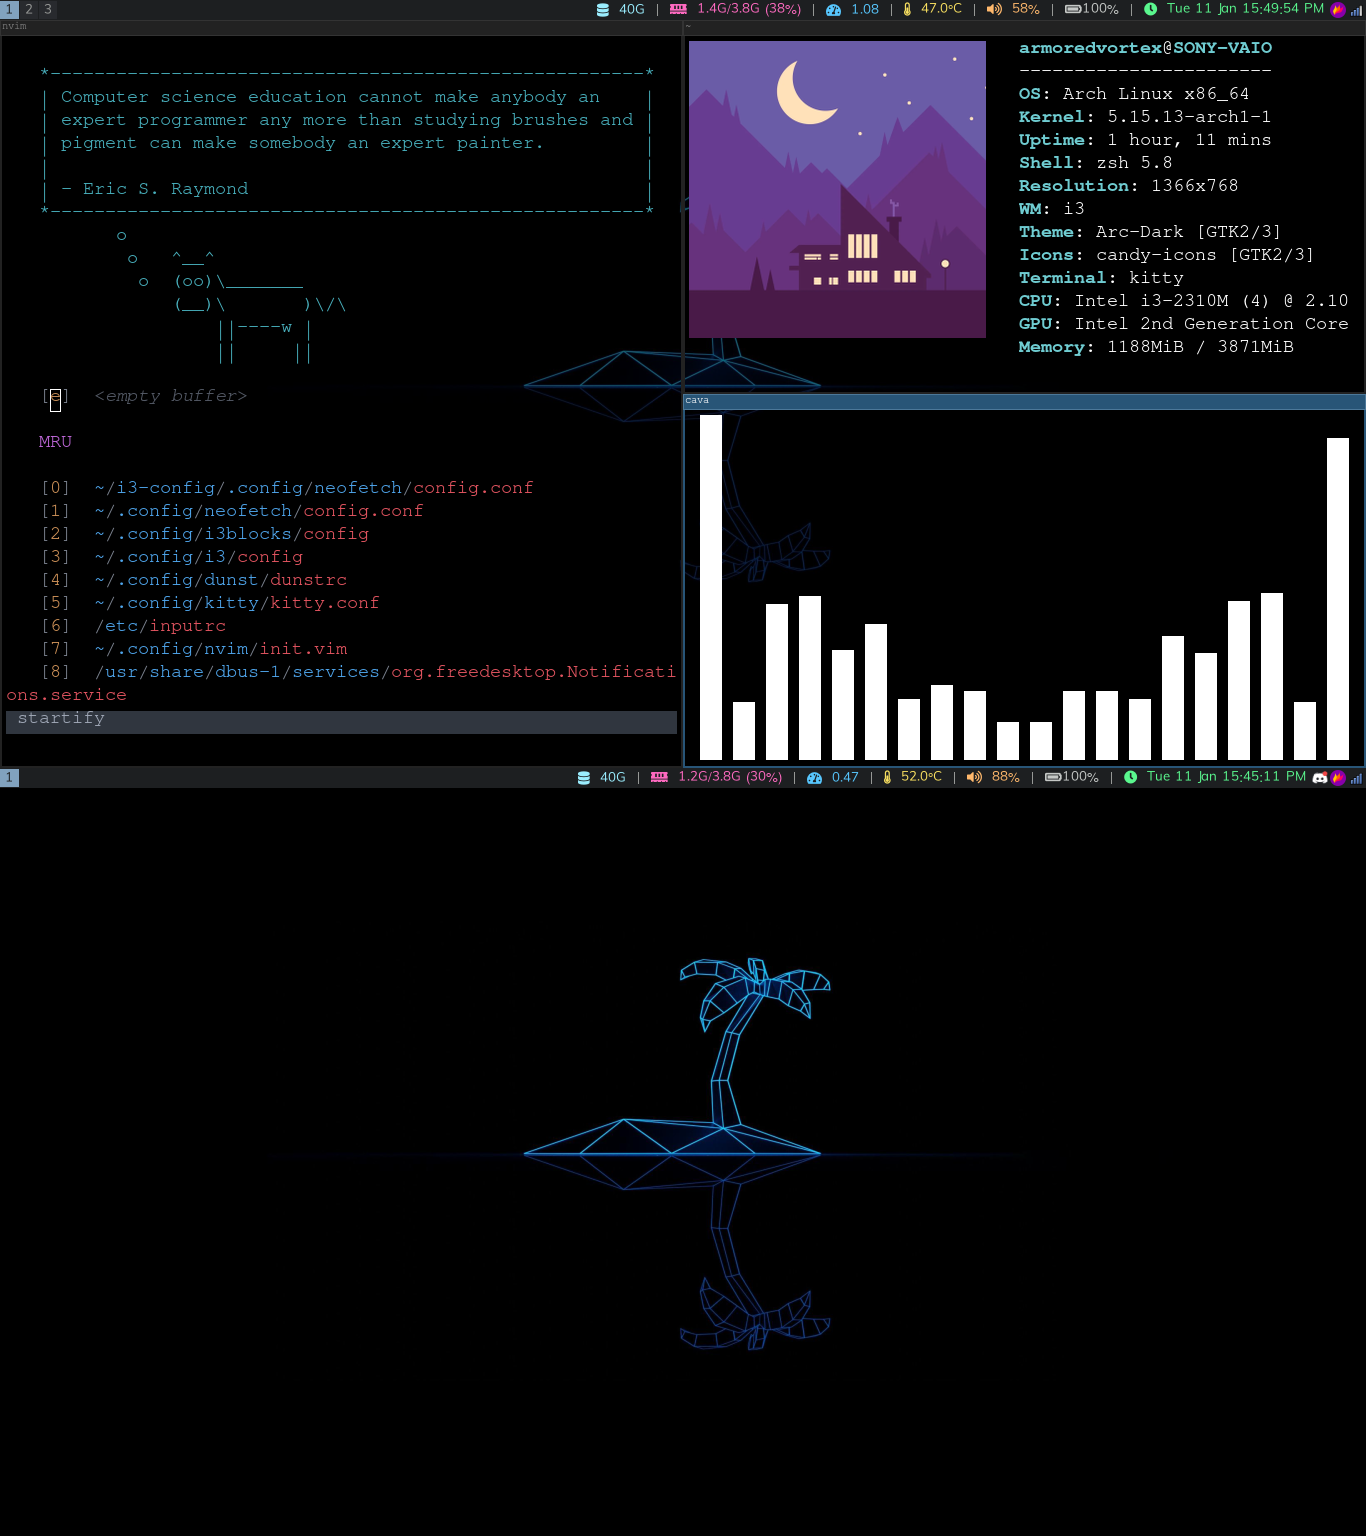 1 2 3 40G | 1.4G/3.8G (38%) | 1.08 | 47.0°C | 58% | 100% | Tue 11 Jan 15:49:54 PM
nvim
*------------------------------------------------------*
| Computer science education cannot make anybody an |
| expert programmer any more than studying brushes and |
| pigment can make somebody an expert painter. |
| |
| - Eric S. Raymond |
*------------------------------------------------------*
o
o ^__^
o (oo)\_______
(__)\ )\/\
||----w |
|| ||
[e] <empty buffer>
MRU
[0] ~/i3-config/.config/neofetch/config.conf
[1] ~/.config/neofetch/config.conf
[2] ~/.config/i3blocks/config
[3] ~/.config/i3/config
[4] ~/.config/dunst/dunstrc
[5] ~/.config/kitty/kitty.conf
[6] /etc/inputrc
[7] ~/.config/nvim/init.vim
[8] /usr/share/dbus-1/services/org.freedesktop.Notificati
ons.service
startify
~
armoredvortex@SONY-VAIO
-----------------------
OS: Arch Linux x86_64
Kernel: 5.15.13-arch1-1
Uptime: 1 hour, 11 mins
Shell: zsh 5.8
Resolution: 1366x768
WM: i3
Theme: Arc-Dark [GTK2/3]
Icons: candy-icons [GTK2/3]
Terminal: kitty
CPU: Intel i3-2310M (4) @ 2.10
GPU: Intel 2nd Generation Core
Memory: 1188MiB / 3871MiB
cava
1 40G | 1.2G/3.8G (30%) | 0.47 | 52.0°C | 88% | 100% | Tue 11 Jan 15:45:11 PM